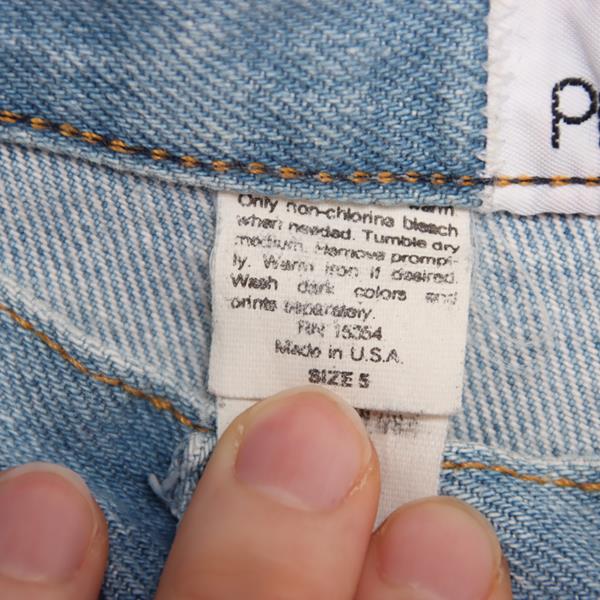 warm.
Only non-chlorine bleach
when needed. Tumble dry
medium. Remove prompt-
ly. Warm iron if desired.
Wash dark colors and
prints separately.
RN 15354
Made in U.S.A.
SIZE 5